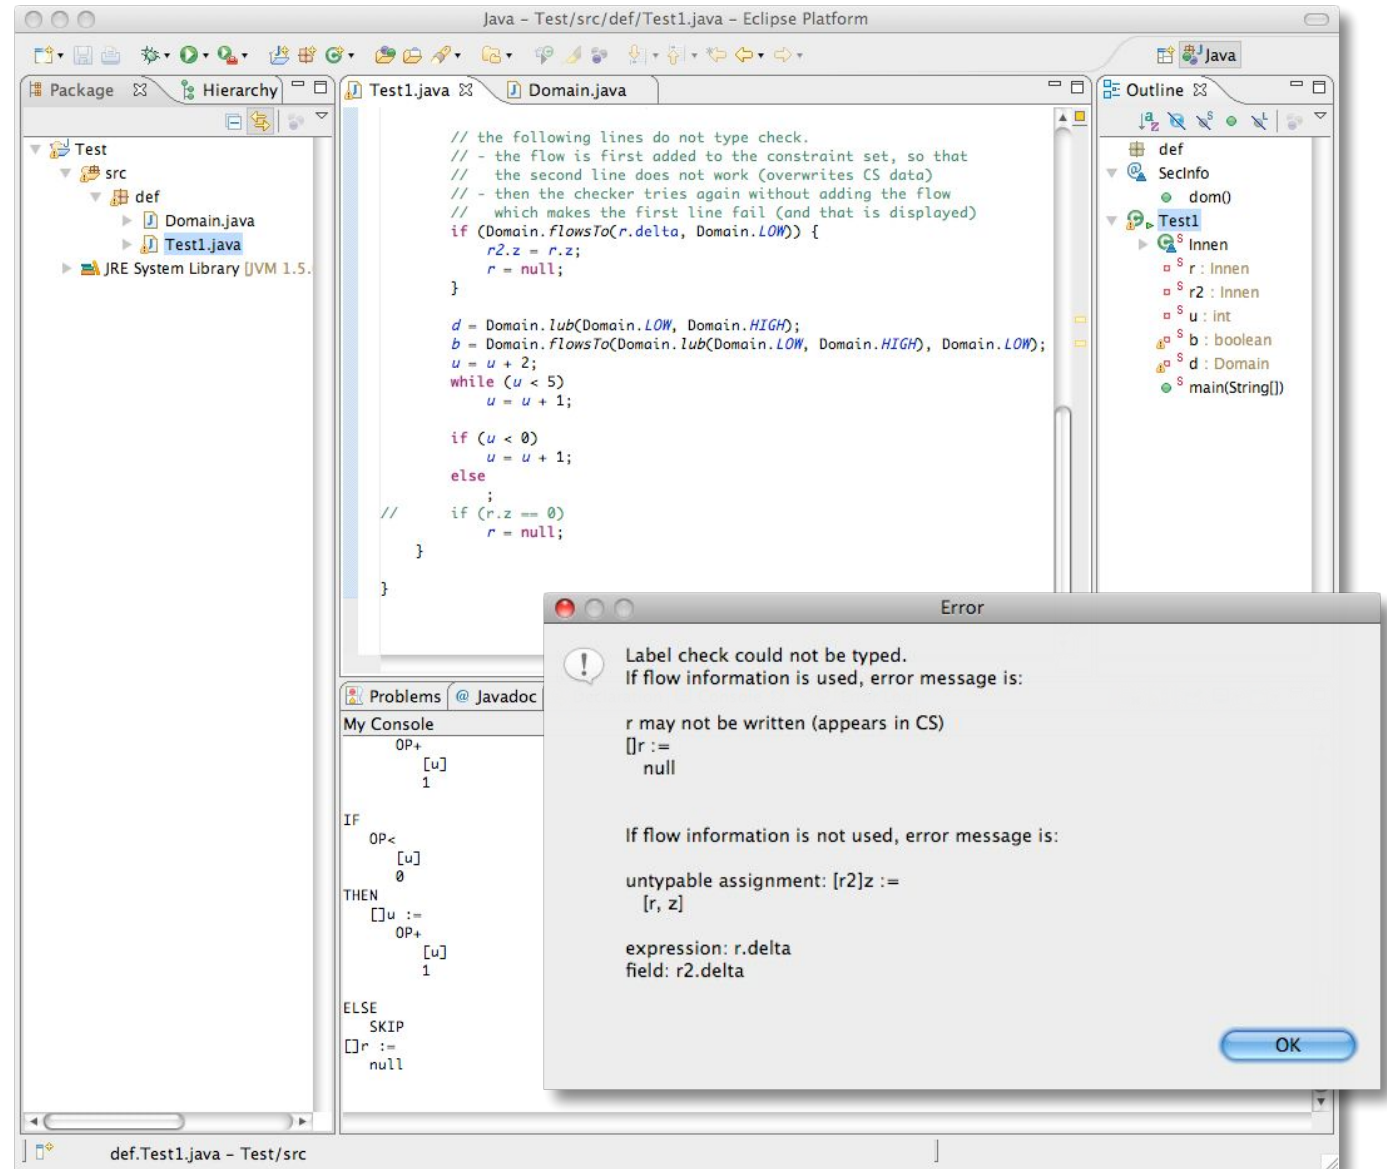 Java – Test/src/def/Test1.java – Eclipse Platform
Java
Package
Hierarchy
Test
src
def
Domain.java
Test1.java
JRE System Library [JVM 1.5.
Test1.java
Domain.java
// the following lines do not type check.
// - the flow is first added to the constraint set, so that
//   the second line does not work (overwrites CS data)
// - then the checker tries again without adding the flow
//   which makes the first line fail (and that is displayed)
if (Domain.flowsTo(r.delta, Domain.LOW)) {
r2.z = r.z;
r = null;
}
d = Domain.lub(Domain.LOW, Domain.HIGH);
b = Domain.flowsTo(Domain.lub(Domain.LOW, Domain.HIGH), Domain.LOW);
u = u + 2;
while (u < 5)
u = u + 1;
if (u < 0)
u = u + 1;
else
;
//      if (r.z == 0)
r = null;
}
}
Outline
def
SecInfo
dom()
Test1
S Innen
S r : Innen
S r2 : Innen
S u : int
S b : boolean
S d : Domain
S main(String[])
Problems
@ Javadoc
My Console
OP+
[u]
1
IF
OP<
[u]
0
THEN
[]u :=
OP+
[u]
1
ELSE
SKIP
[]r :=
null
Error
Label check could not be typed.
If flow information is used, error message is:
r may not be written (appears in CS)
[]r :=
null
If flow information is not used, error message is:
untypable assignment: [r2]z :=
[r, z]
expression: r.delta
field: r2.delta
OK
def.Test1.java – Test/src